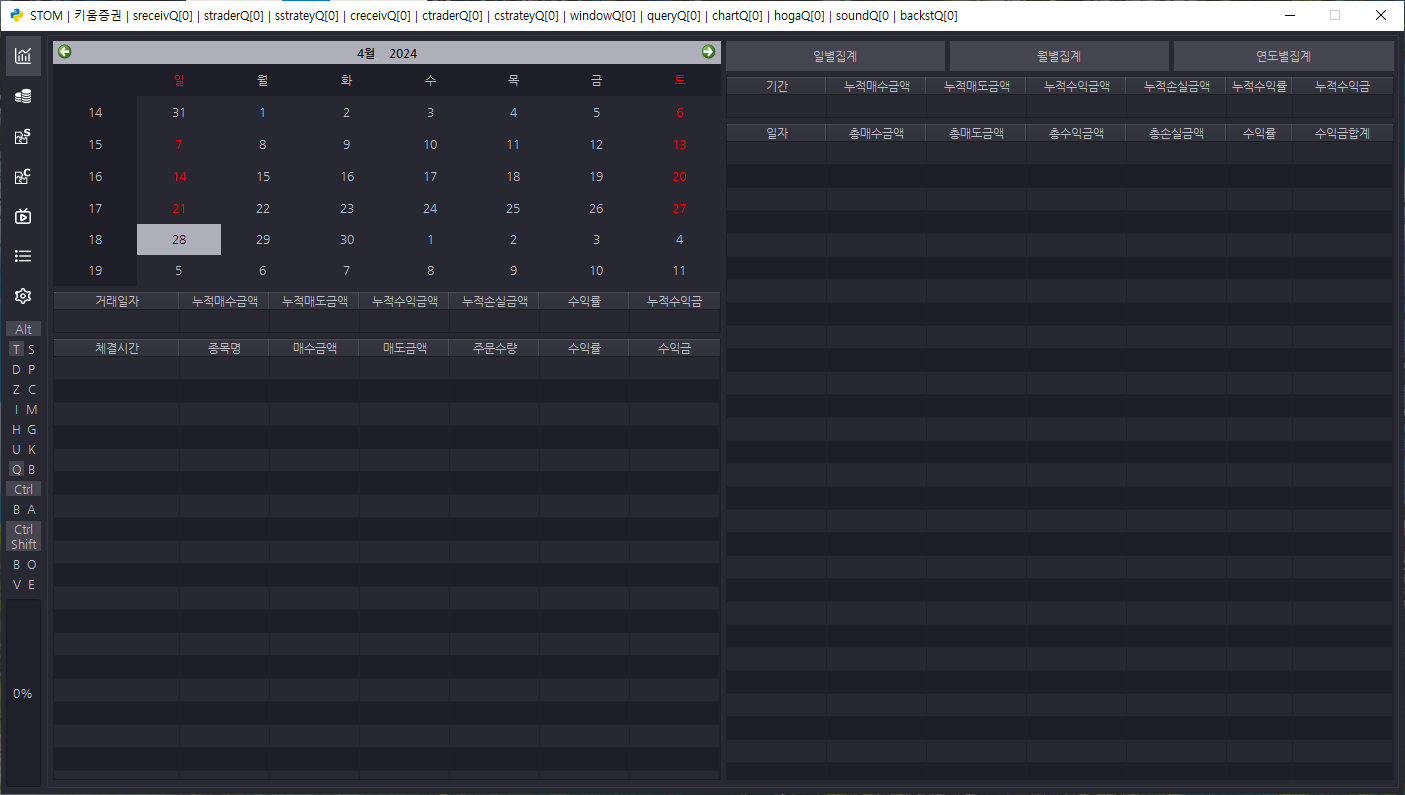 STOM | 키움증권 | sreceivQ[0] | straderQ[0] | sstrateyQ[0] | creceivQ[0] | ctraderQ[0] | cstrateyQ[0] | windowQ[0] | queryQ[0] | chartQ[0] | hogaQ[0] | soundQ[0 | backstQ[0]
4월 2024
일 월 화 수 목 금 토
14 31 1 2 3 4 5 6
15 7 8 9 10 11 12 13
16 14 15 16 17 18 19 20
17 21 22 23 24 25 26 27
18 28 29 30 1 2 3 4
19 5 6 7 8 9 10 11
거래일자 누적매수금액 누적매도금액 누적수익금액 누적손실금액 수익률 누적수익금
체결시간 종목명 매수금액 매도금액 주문수량 수익률 수익금
일별집계 월별집계 연도별집계
기간 누적매수금액 누적매도금액 누적수익금액 누적손실금액 누적수익률 누적수익금
일자 총매수금액 총매도금액 총수익금액 총손실금액 수익률 수익금합계
S
C
Alt
T S
D P
Z C
I M
H G
U K
Q B
Ctrl
B A
Ctrl
Shift
B O
V E
0%